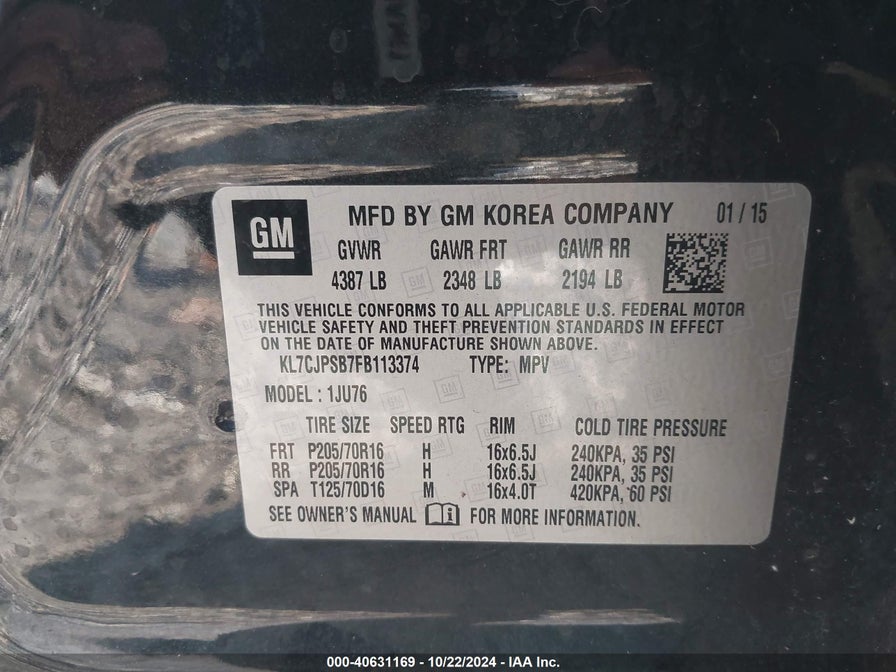 GM MFD BY GM KOREA COMPANY 01 / 15
GVWR GAWR FRT GAWR RR
4387 LB 2348 LB 2194 LB
THIS VEHICLE CONFORMS TO ALL APPLICABLE U.S. FEDERAL MOTOR
VEHICLE SAFETY AND THEFT PREVENTION STANDARDS IN EFFECT
ON THE DATE OF MANUFACTURE SHOWN ABOVE.
KL7CJPSB7FB113374 TYPE: MPV
MODEL : 1JU76
TIRE SIZE SPEED RTG RIM COLD TIRE PRESSURE
FRT P205/70R16 H 16x6.5J 240KPA, 35 PSI
RR P205/70R16 H 16x6.5J 240KPA, 35 PSI
SPA T125/70D16 M 16x4.0T 420KPA, 60 PSI
SEE OWNER'S MANUAL FOR MORE INFORMATION.
000-40631169 - 10/22/2024 - IAA Inc.